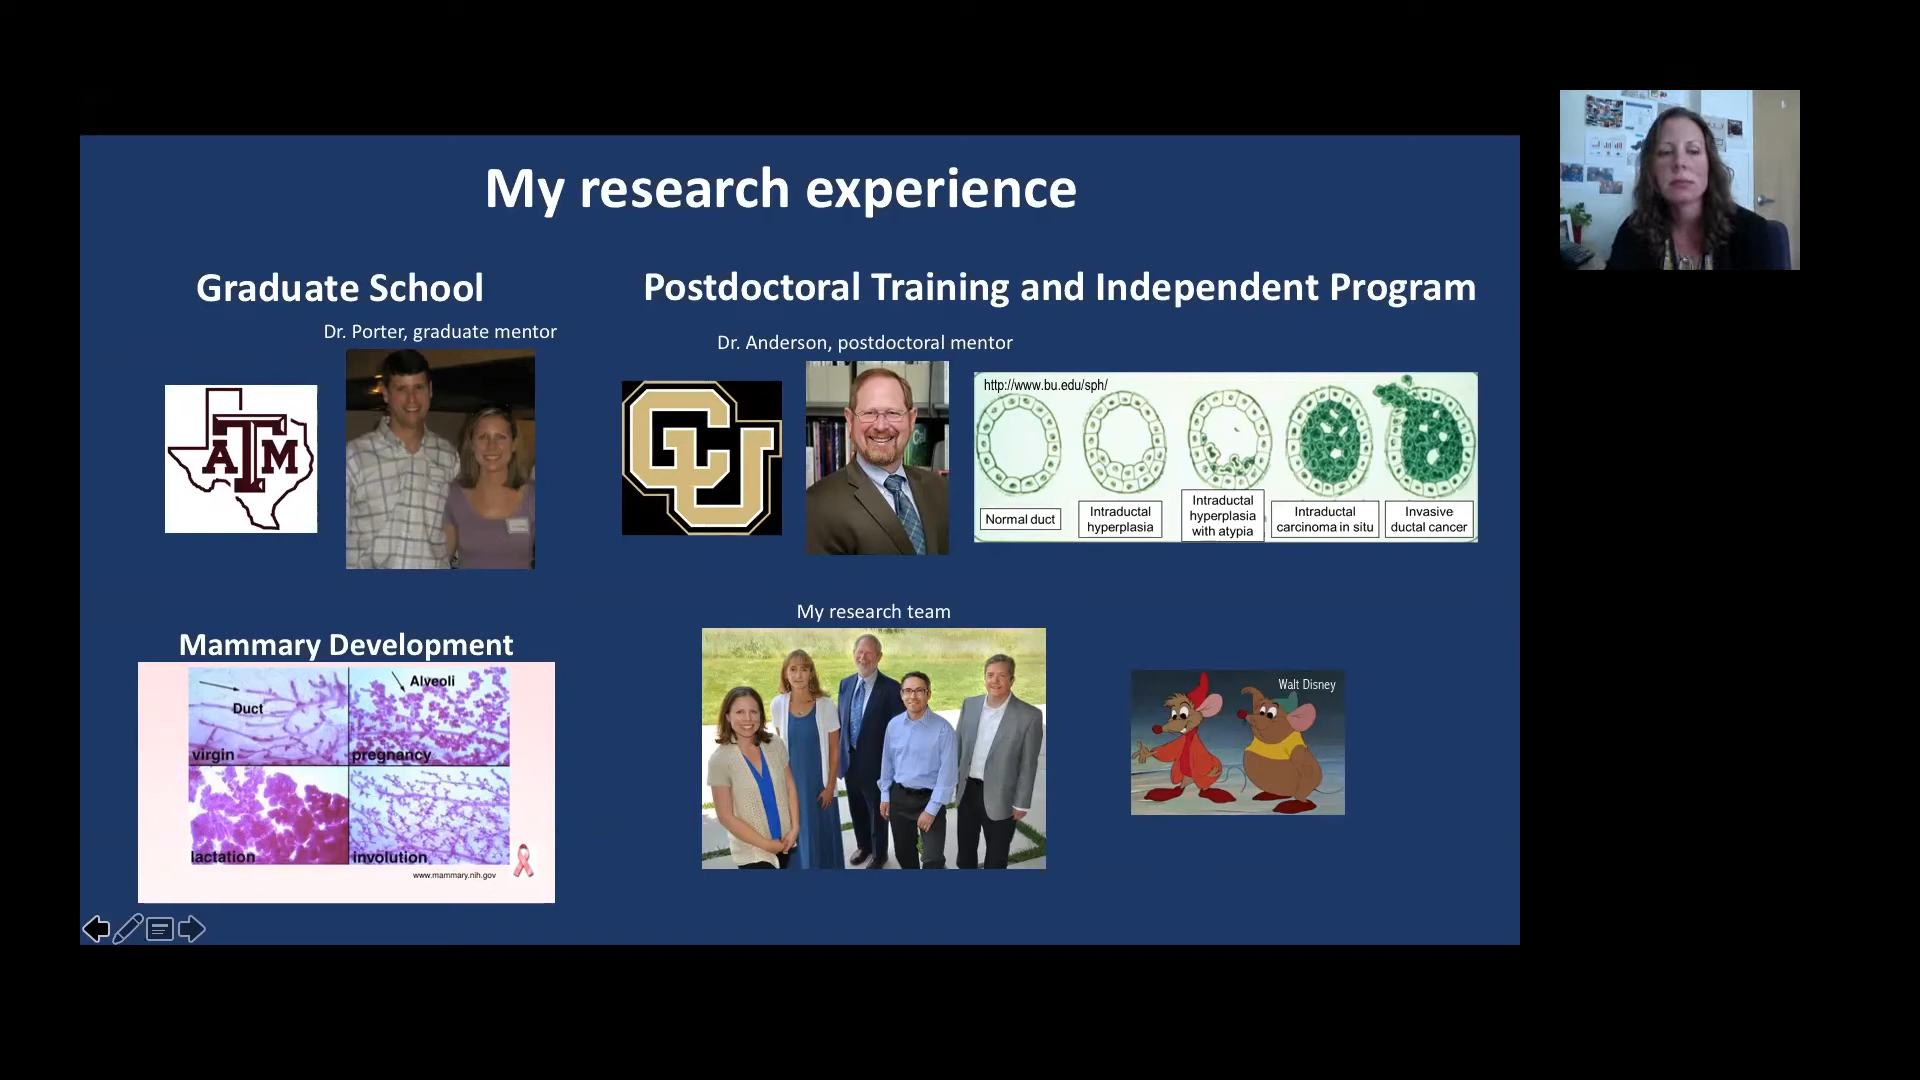 My research experience
Graduate School
Dr. Porter, graduate mentor
ATM
Mammary Development
Duct
Alveoli
virgin
pregnancy
lactation
involution
www.mammary.nih.gov
Postdoctoral Training and Independent Program
Dr. Anderson, postdoctoral mentor
CU
http://www.bu.edu/sph/
Normal duct
Intraductal
hyperplasia
Intraductal
hyperplasia
with atypia
Intraductal
carcinoma in situ
Invasive
ductal cancer
My research team
Walt Disney